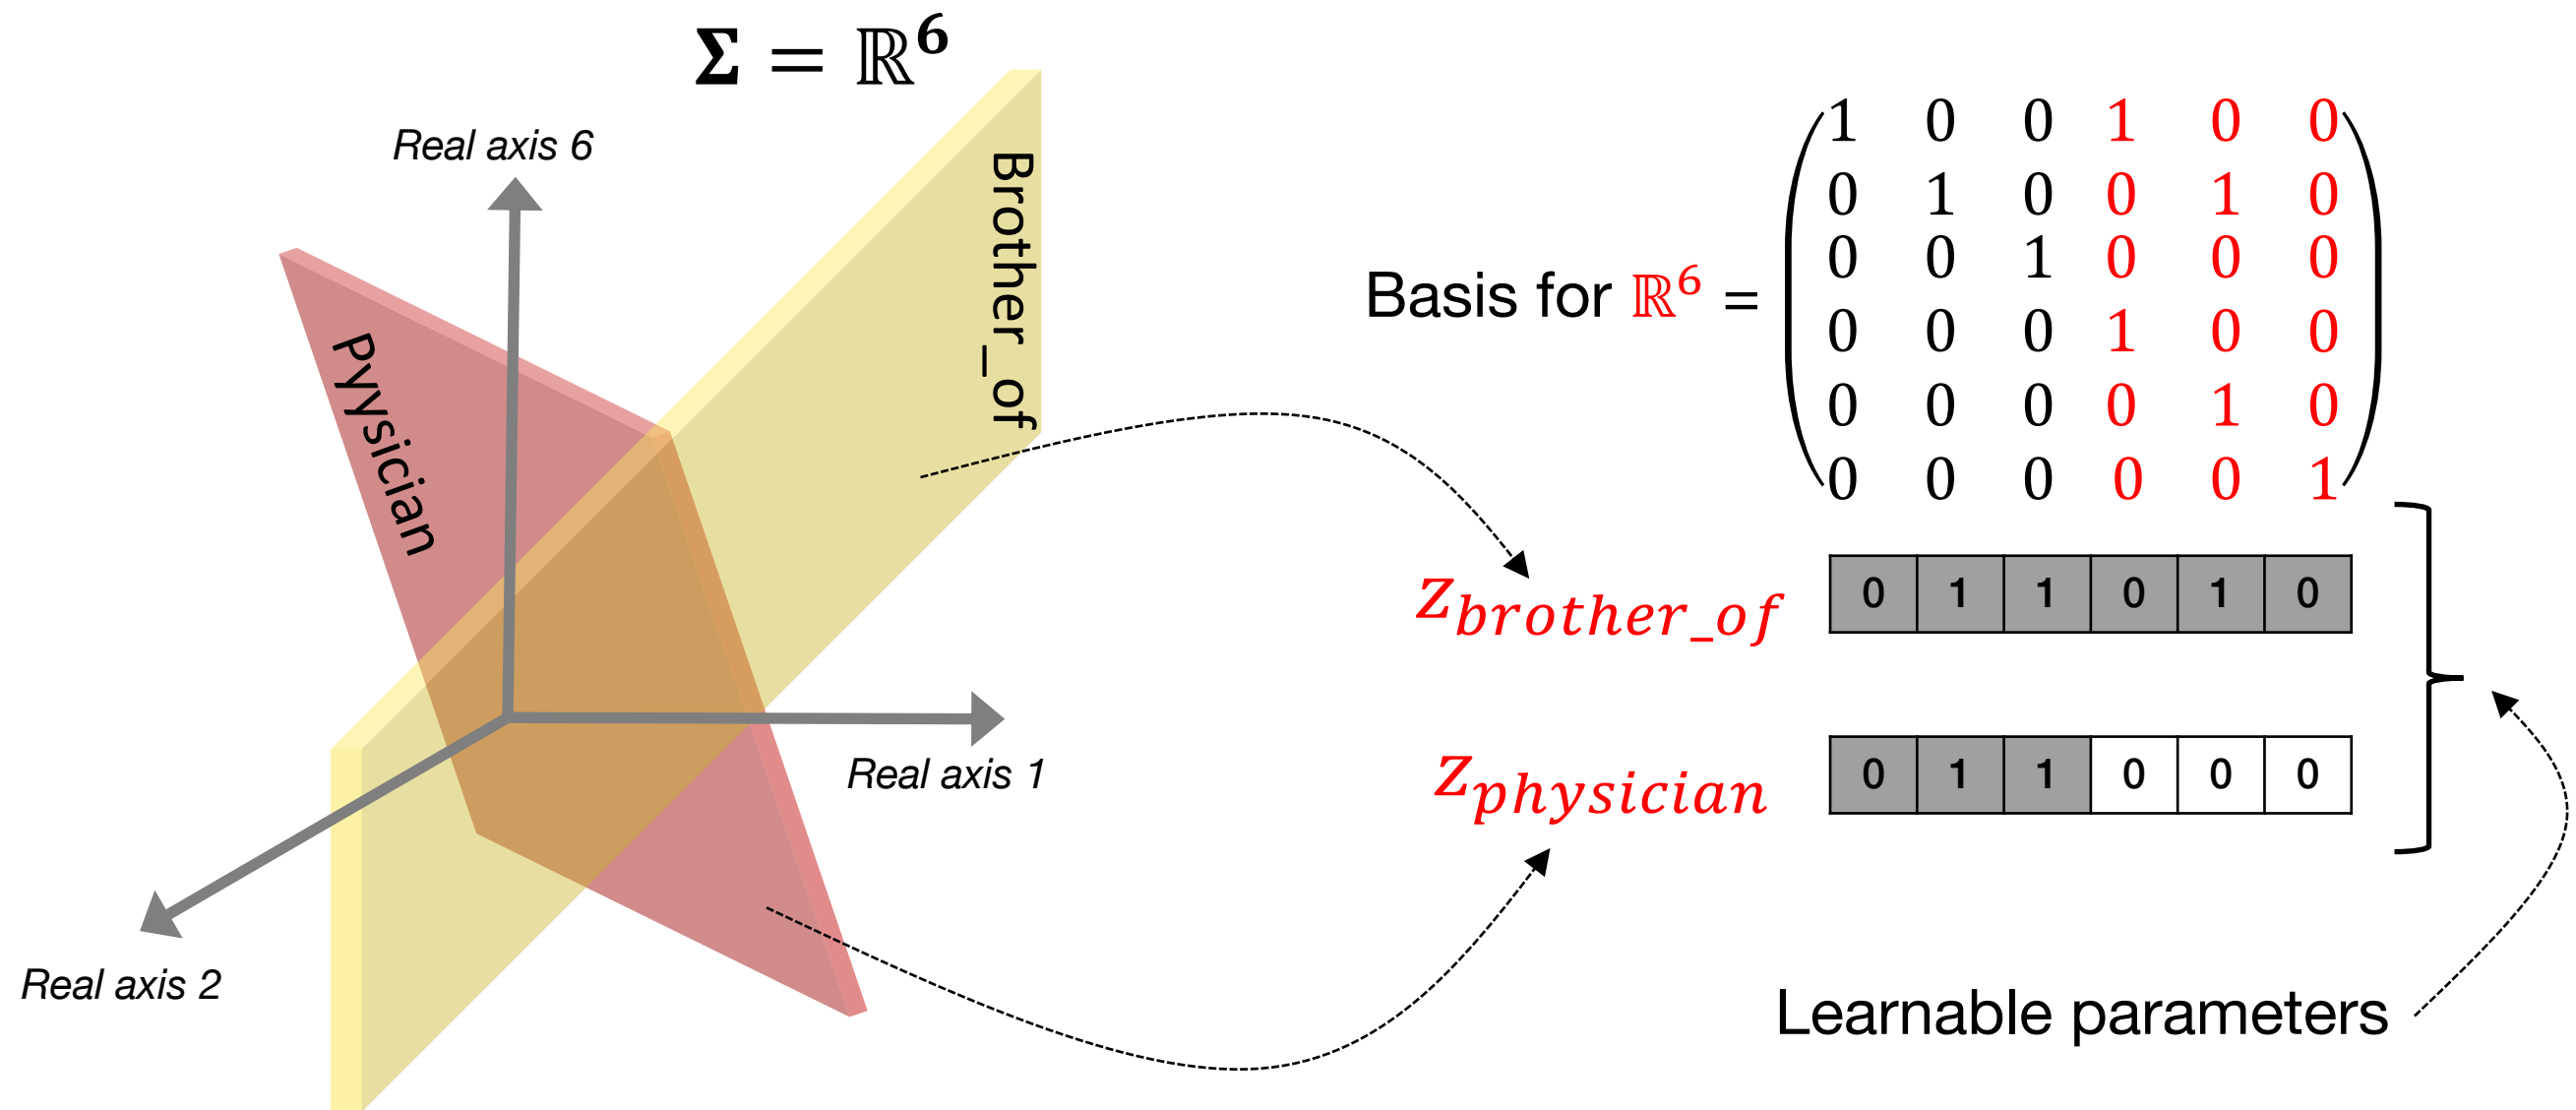 Σ = ℝ⁶
Real axis 6
Brother_of
Pyysician
Real axis 1
Real axis 2
Basis for ℝ⁶ =
1 0 0 1 0 0
0 1 0 0 1 0
0 0 1 0 0 0
0 0 0 1 0 0
0 0 0 0 1 0
0 0 0 0 0 1
z_brother_of
0 1 1 0 1 0
z_physician
0 1 1 0 0 0
Learnable parameters